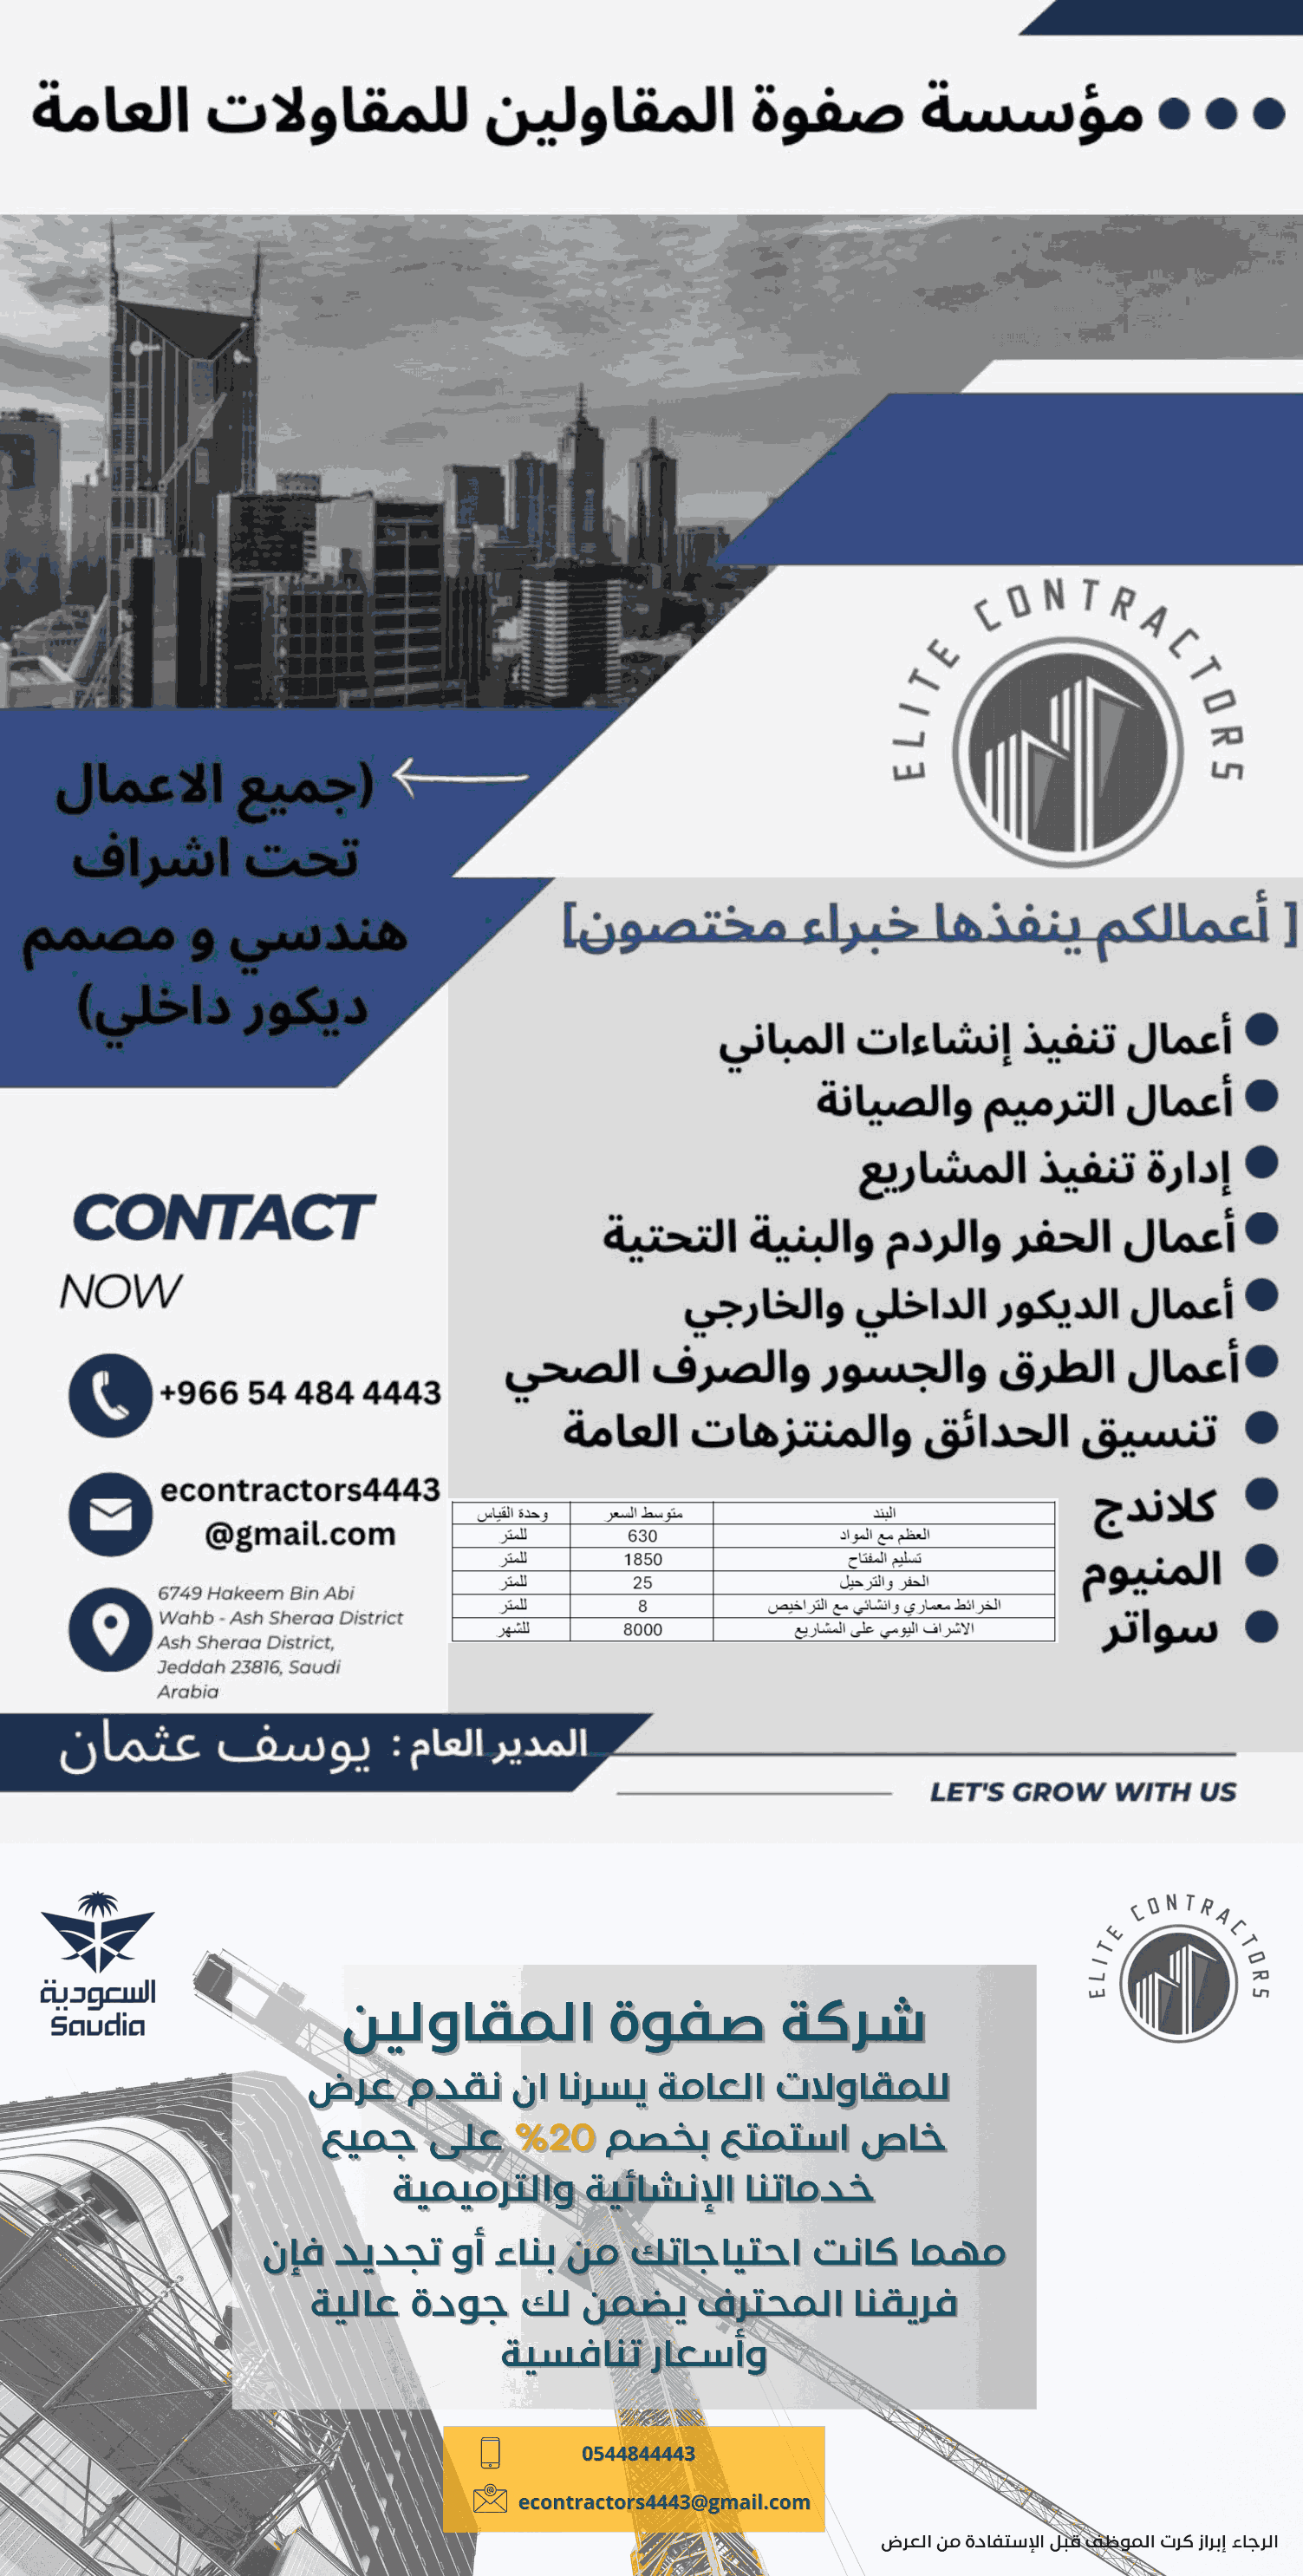 مؤسسة صفوة المقاولين للمقاولات العامة
ELITE CONTRACTORS
(جميع الاعمال
تحت اشراف
هندسي و مصمم
ديكور داخلي)
[ أعمالكم ينفذها خبراء مختصون]
أعمال تنفيذ إنشاءات المباني
أعمال الترميم والصيانة
إدارة تنفيذ المشاريع
أعمال الحفر والردم والبنية التحتية
أعمال الديكور الداخلي والخارجي
أعمال الطرق والجسور والصرف الصحي
تنسيق الحدائق والمنتزهات العامة
كلاندج
المنيوم
سواتر
البند متوسط السعر وحدة القياس
العظم مع المواد 630 للمتر
تسليم المفتاح 1850 للمتر
الحفر والترحيل 25 للمتر
الخرائط معماري وانشائي مع التراخيص 8 للمتر
الاشراف اليومي على المشاريع 8000 للشهر
CONTACT
NOW
+966 54 484 4443
econtractors4443
@gmail.com
6749 Hakeem Bin Abi
Wahb - Ash Sheraa District
Ash Sheraa District,
Jeddah 23816, Saudi
Arabia
المدير العام : يوسف عثمان
LET'S GROW WITH US
السعودية
Saudia
ELITE CONTRACTORS
شركة صفوة المقاولين
للمقاولات العامة يسرنا ان نقدم عرض
خاص استمتع بخصم 20% على جميع
خدماتنا الإنشائية والترميمية
مهما كانت احتياجاتك من بناء أو تجديد فإن
فريقنا المحترف يضمن لك جودة عالية
وأسعار تنافسية
0544844443
econtractors4443@gmail.com
الرجاء إبراز كرت الموظف قبل الإستفادة من العرض